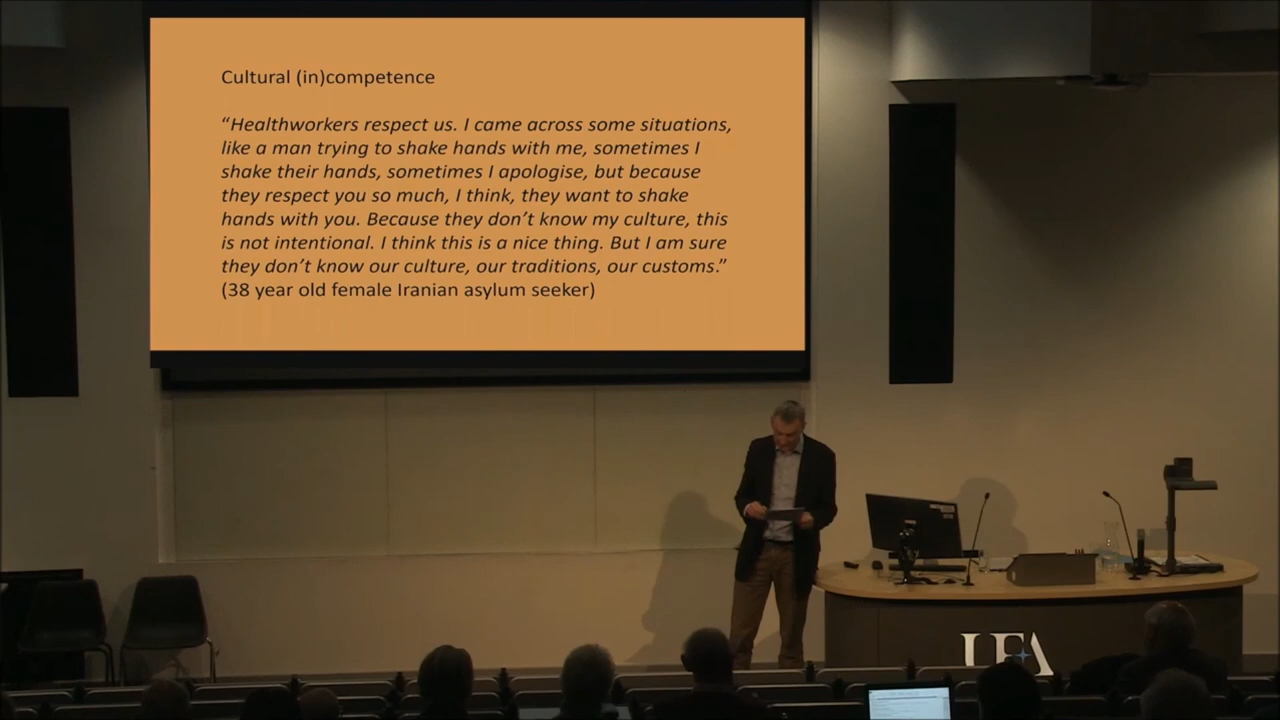 Cultural (in)competence
“Healthworkers respect us. I came across some situations,
like a man trying to shake hands with me, sometimes I
shake their hands, sometimes I apologise, but because
they respect you so much, I think, they want to shake
hands with you. Because they don’t know my culture, this
is not intentional. I think this is a nice thing. But I am sure
they don’t know our culture, our traditions, our customs.”
(38 year old female Iranian asylum seeker)
UEA